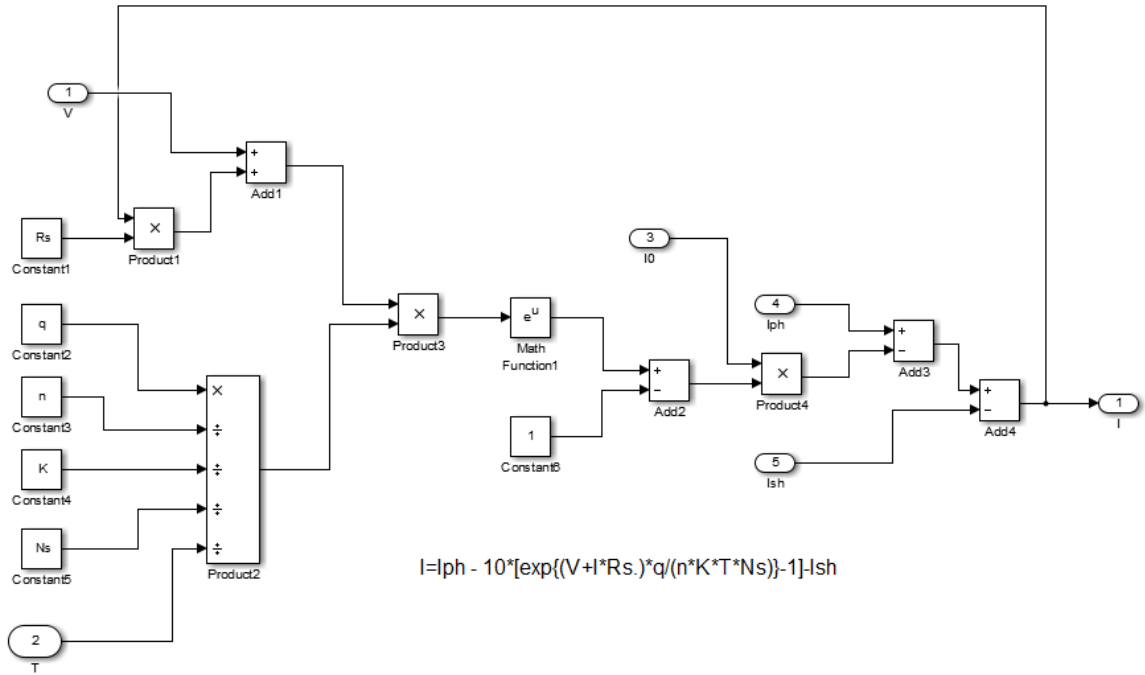 1
V
+
+
Add1
×
Product1
Rs
Constant1
3
I0
q
Constant2
×
Product3
e^u
Math
Function1
4
Iph
+
−
Add3
n
Constant3
×
÷
÷
÷
÷
Product2
+
−
Add2
×
Product4
+
−
Add4
1
I
1
Constant6
5
Ish
K
Constant4
Ns
Constant5
I=Iph - 10*[exp{(V+I*Rs.)*q/(n*K*T*Ns)}-1]-Ish
2
T